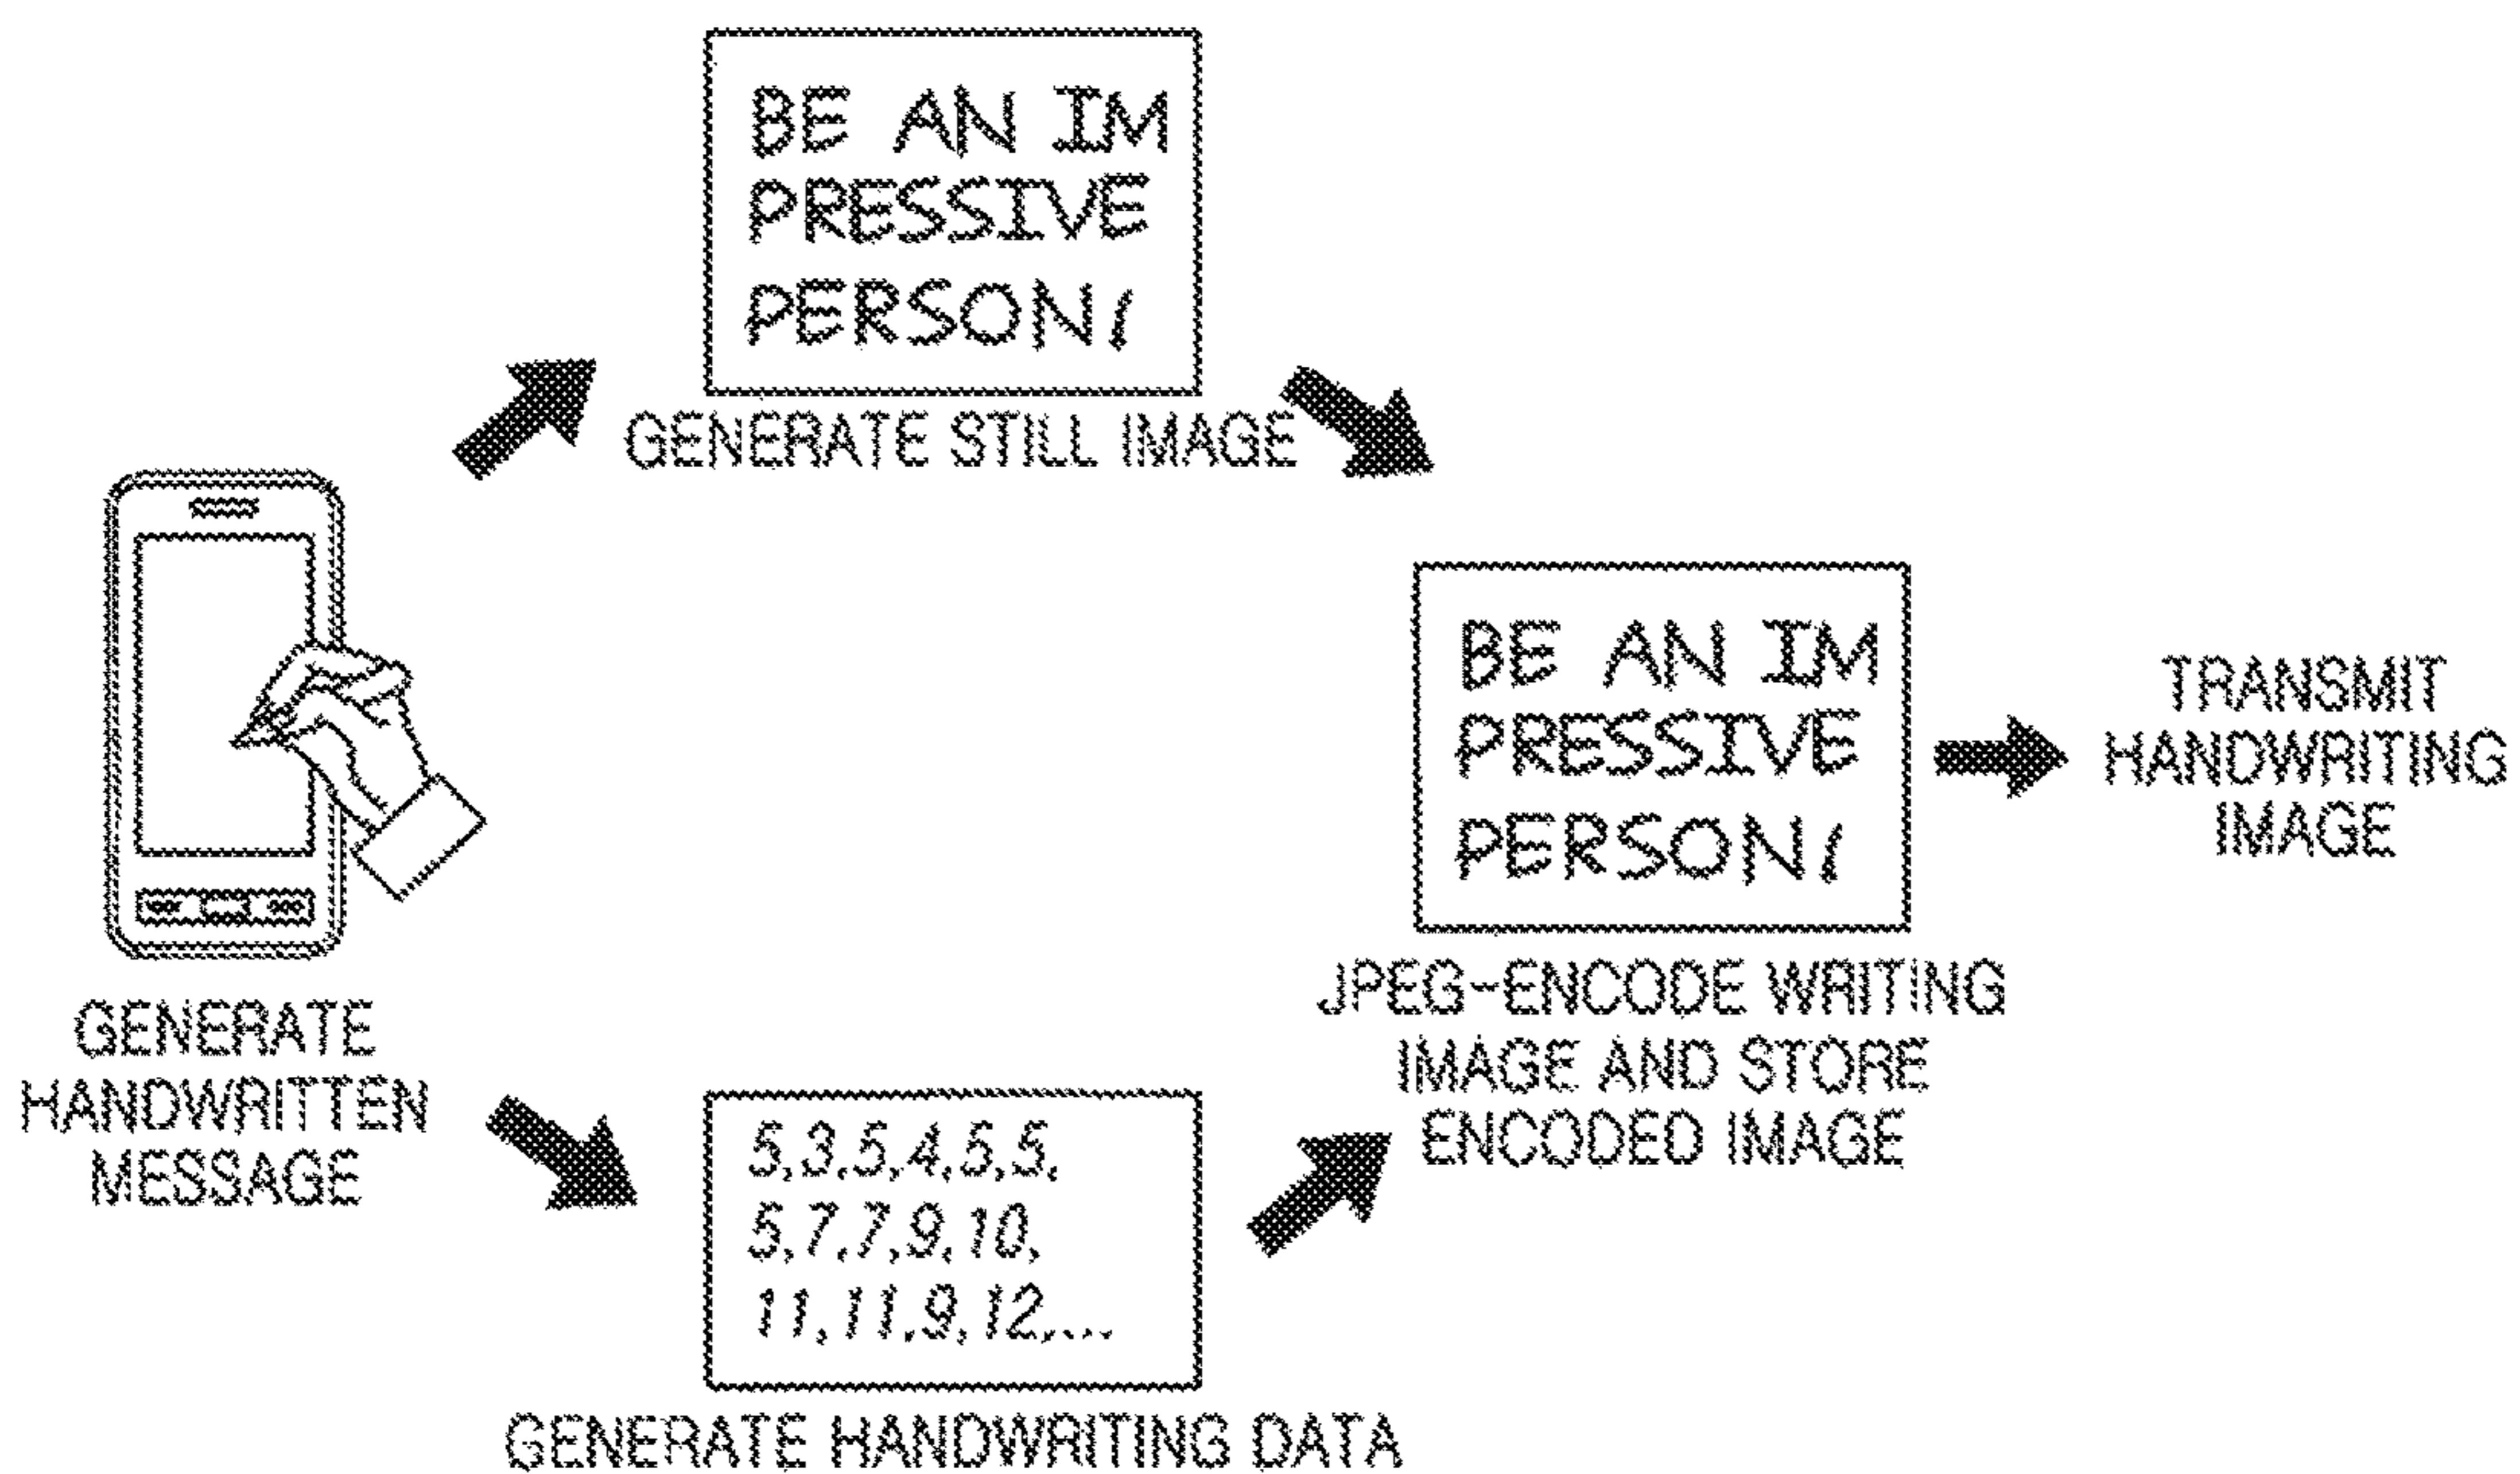 BE AN IM
PRESSIVE
PERSON!
GENERATE STILL IMAGE
GENERATE
HANDWRITTEN
MESSAGE
5,3,5,4,5,5,
5,7,7,9,10,
11,11,9,12,...
GENERATE HANDWRITING DATA
BE AN IM
PRESSIVE
PERSON!
JPEG-ENCODE WRITING
IMAGE AND STORE
ENCODED IMAGE
TRANSMIT
HANDWRITING
IMAGE